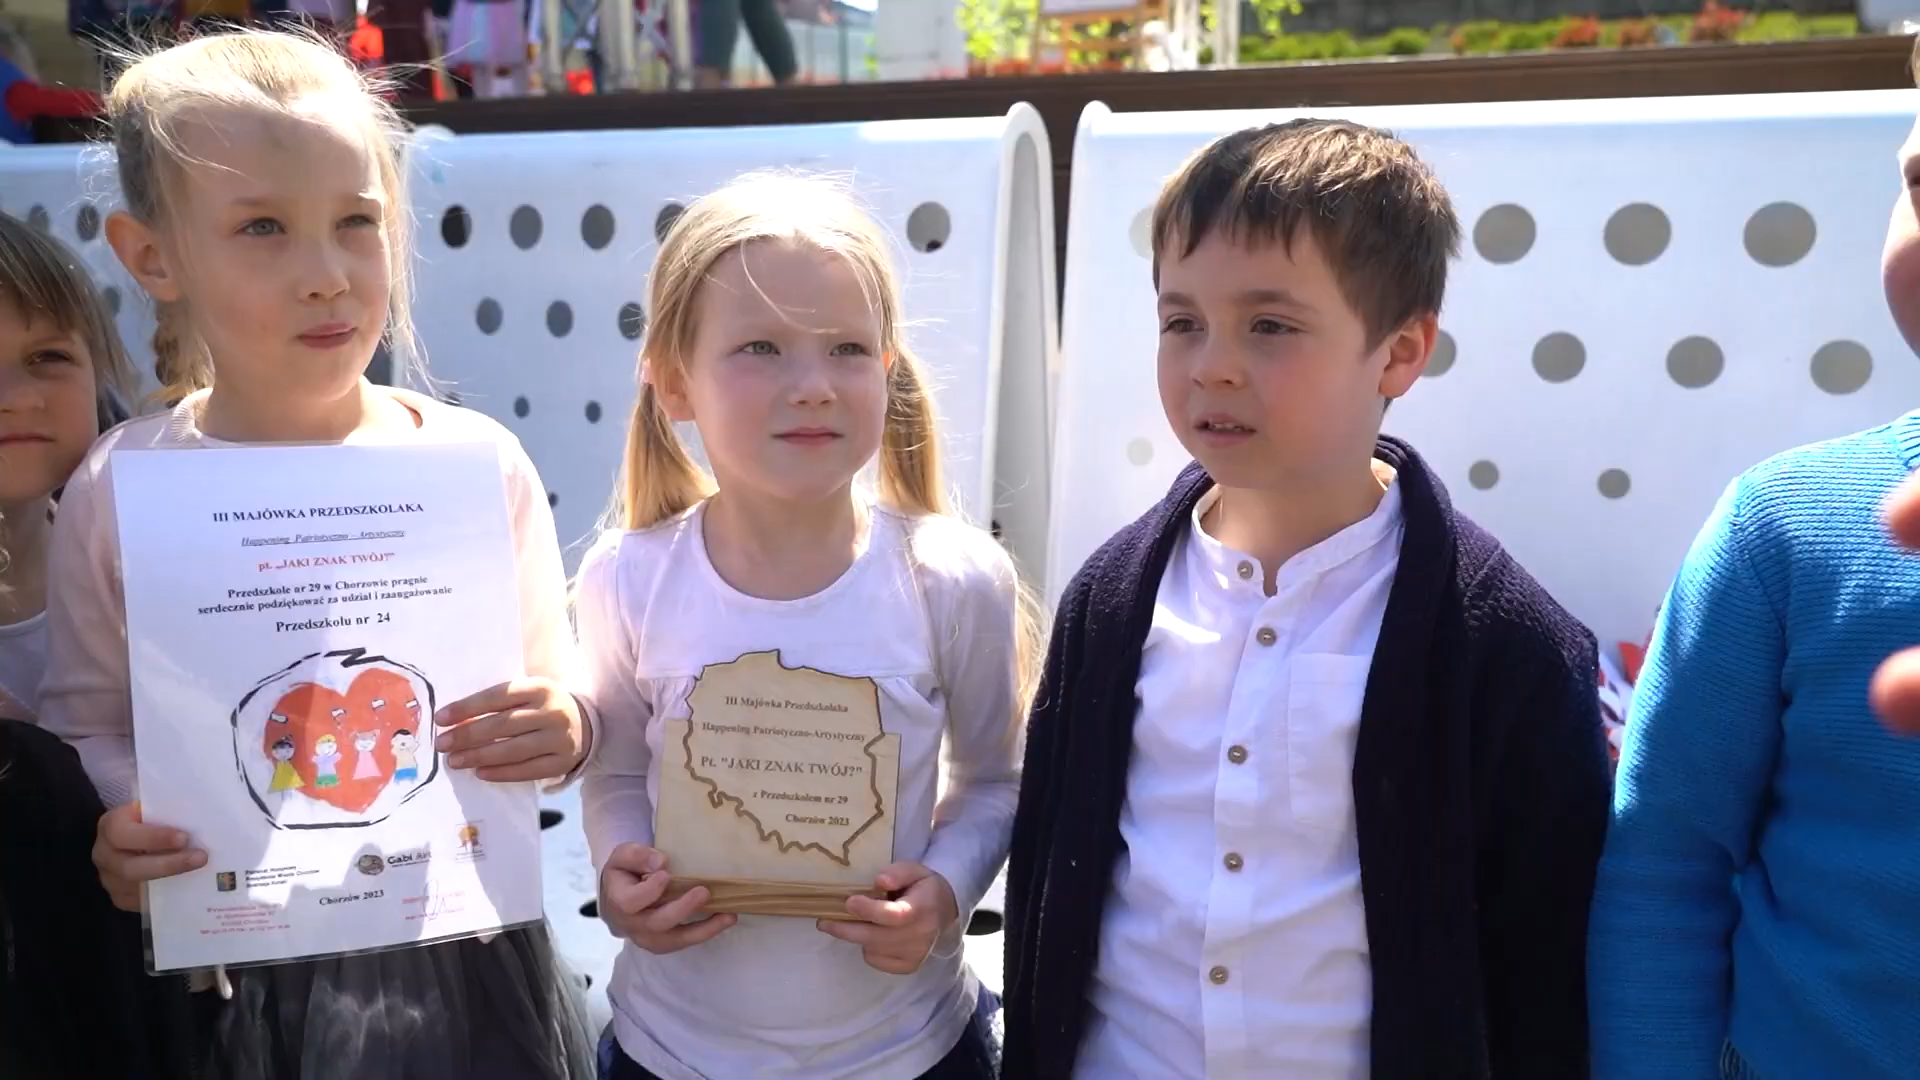 III MAJÓWKA PRZEDSZKOLAKA
Happening Patriotyczno - Artystyczny
pt. „JAKI ZNAK TWÓJ?"
Przedszkole nr 29 w Chorzowie pragnie
serdecznie podziękować za udział i zaangażowanie
Przedszkolu nr 24
Gabi Art
Chorzów 2023
III Majówka Przedszkolaka
Happening Patriotyczno-Artystyczny
Pt. "JAKI ZNAK TWÓJ?"
z Przedszkolem nr 29
Chorzów 2023